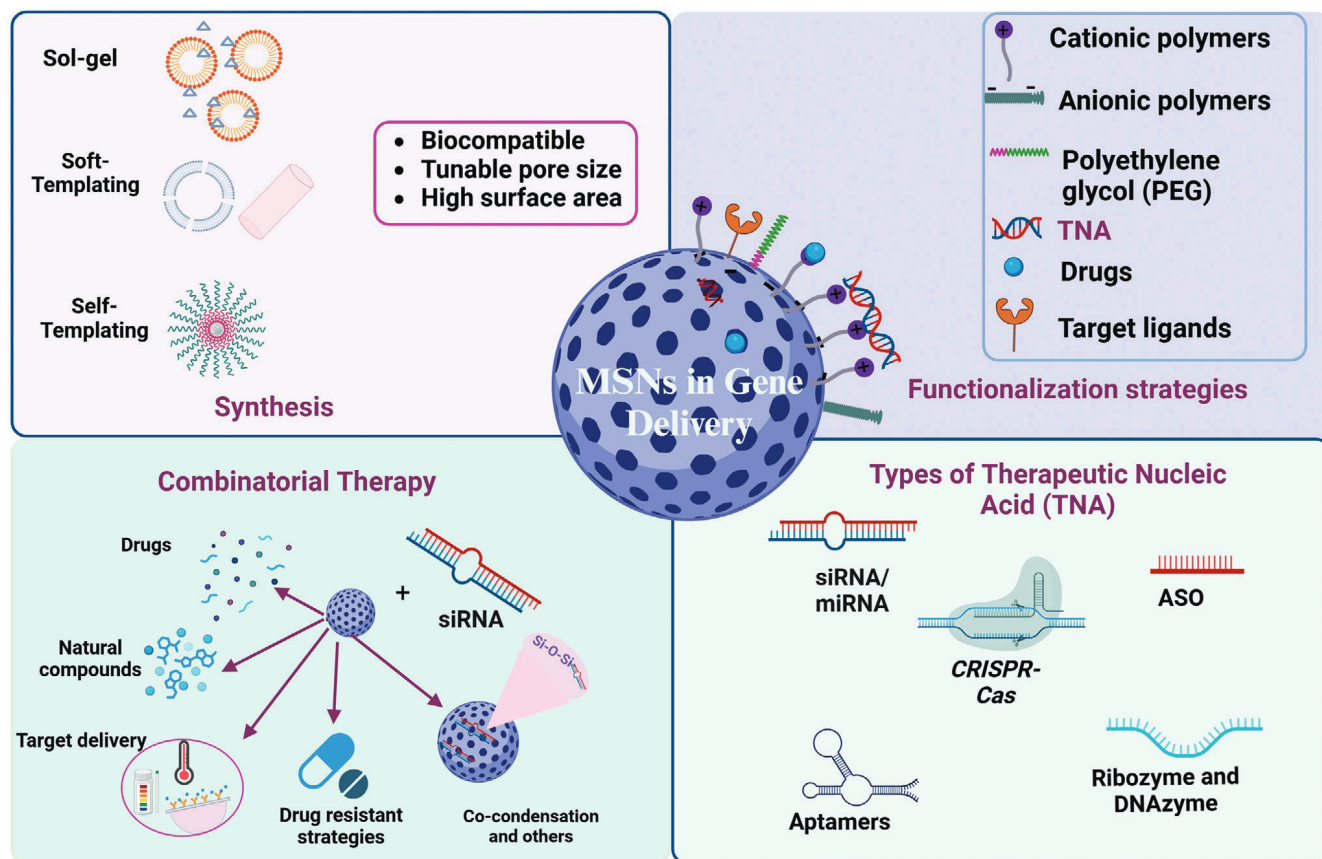 Sol-gel
Soft-
Templating
Self-
Templating
• Biocompatible
• Tunable pore size
• High surface area
Synthesis
+
Cationic polymers
-
-
Anionic polymers
Polyethylene
glycol (PEG)
TNA
Drugs
Target ligands
Functionalization strategies
+
+
+
+
+
MSNs in Gene
Delivery
Combinatorial Therapy
Drugs
+
siRNA
Natural
compounds
Si-O-Si
Target delivery
Drug resistant
strategies
Co-condensation
and others
Types of Therapeutic Nucleic
Acid (TNA)
siRNA/
miRNA
ASO
CRISPR-
Cas
Aptamers
Ribozyme and
DNAzyme